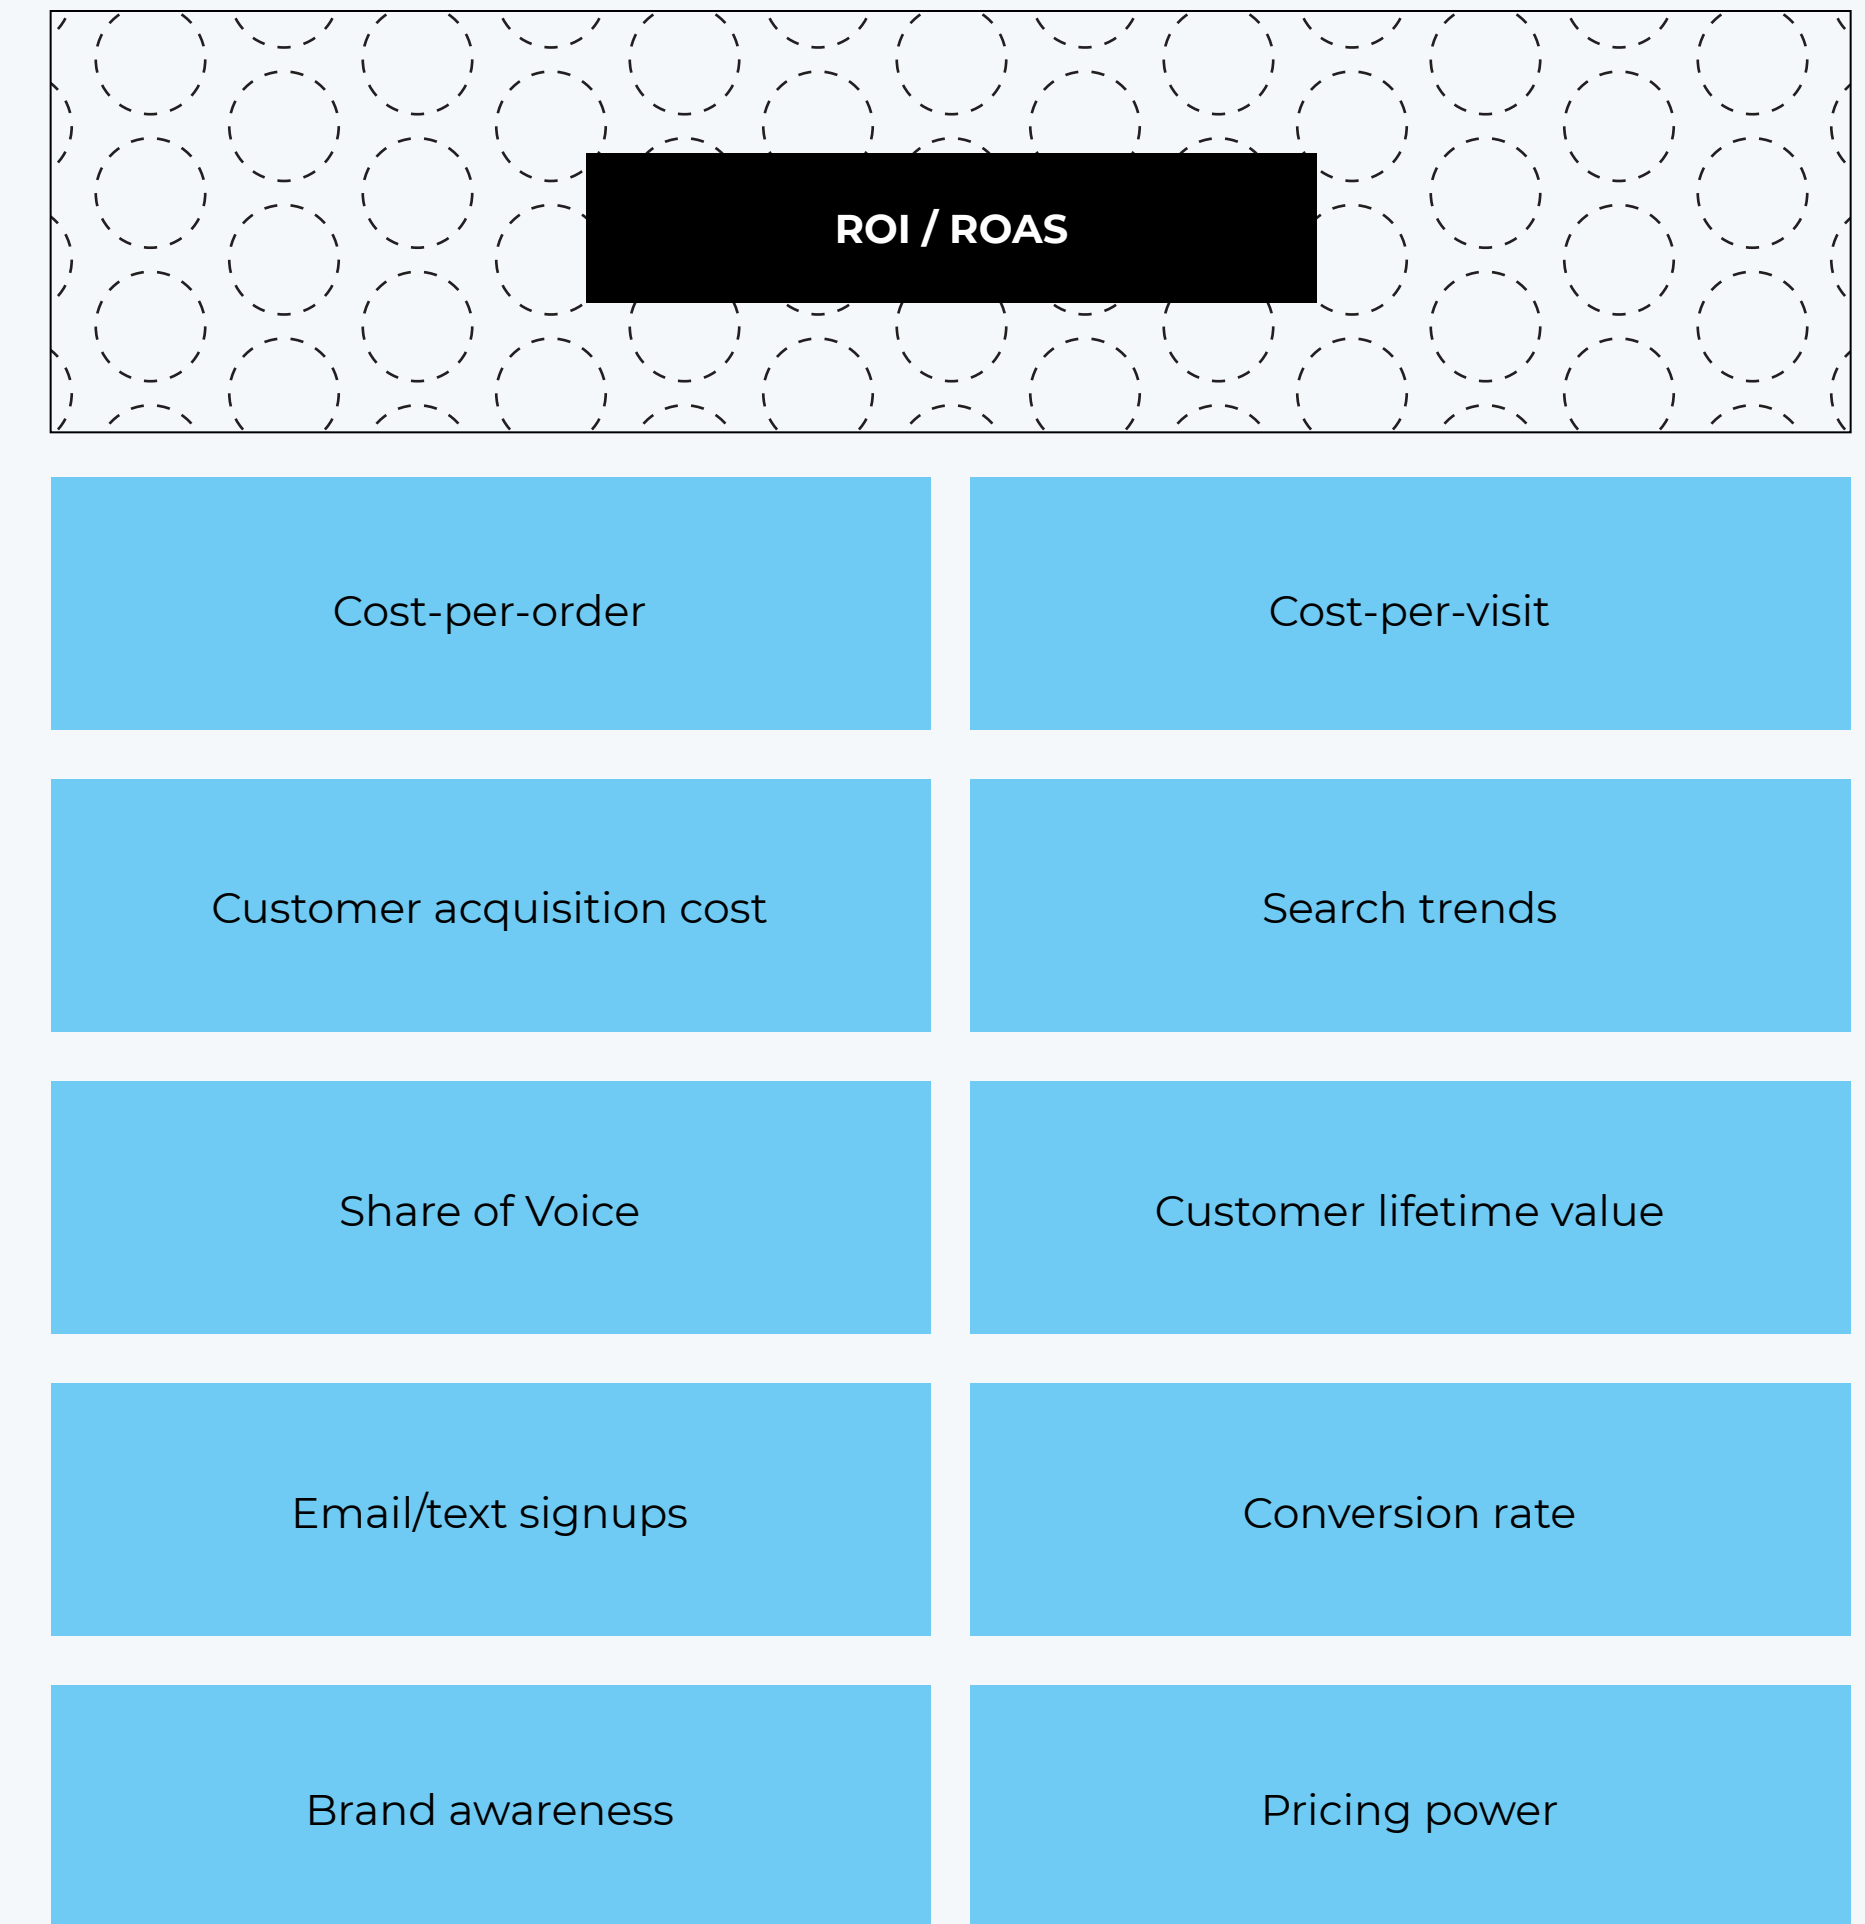 ROI / ROAS
Cost-per-order
Cost-per-visit
Customer acquisition cost
Search trends
Share of Voice
Customer lifetime value
Email/text signups
Conversion rate
Brand awareness
Pricing power